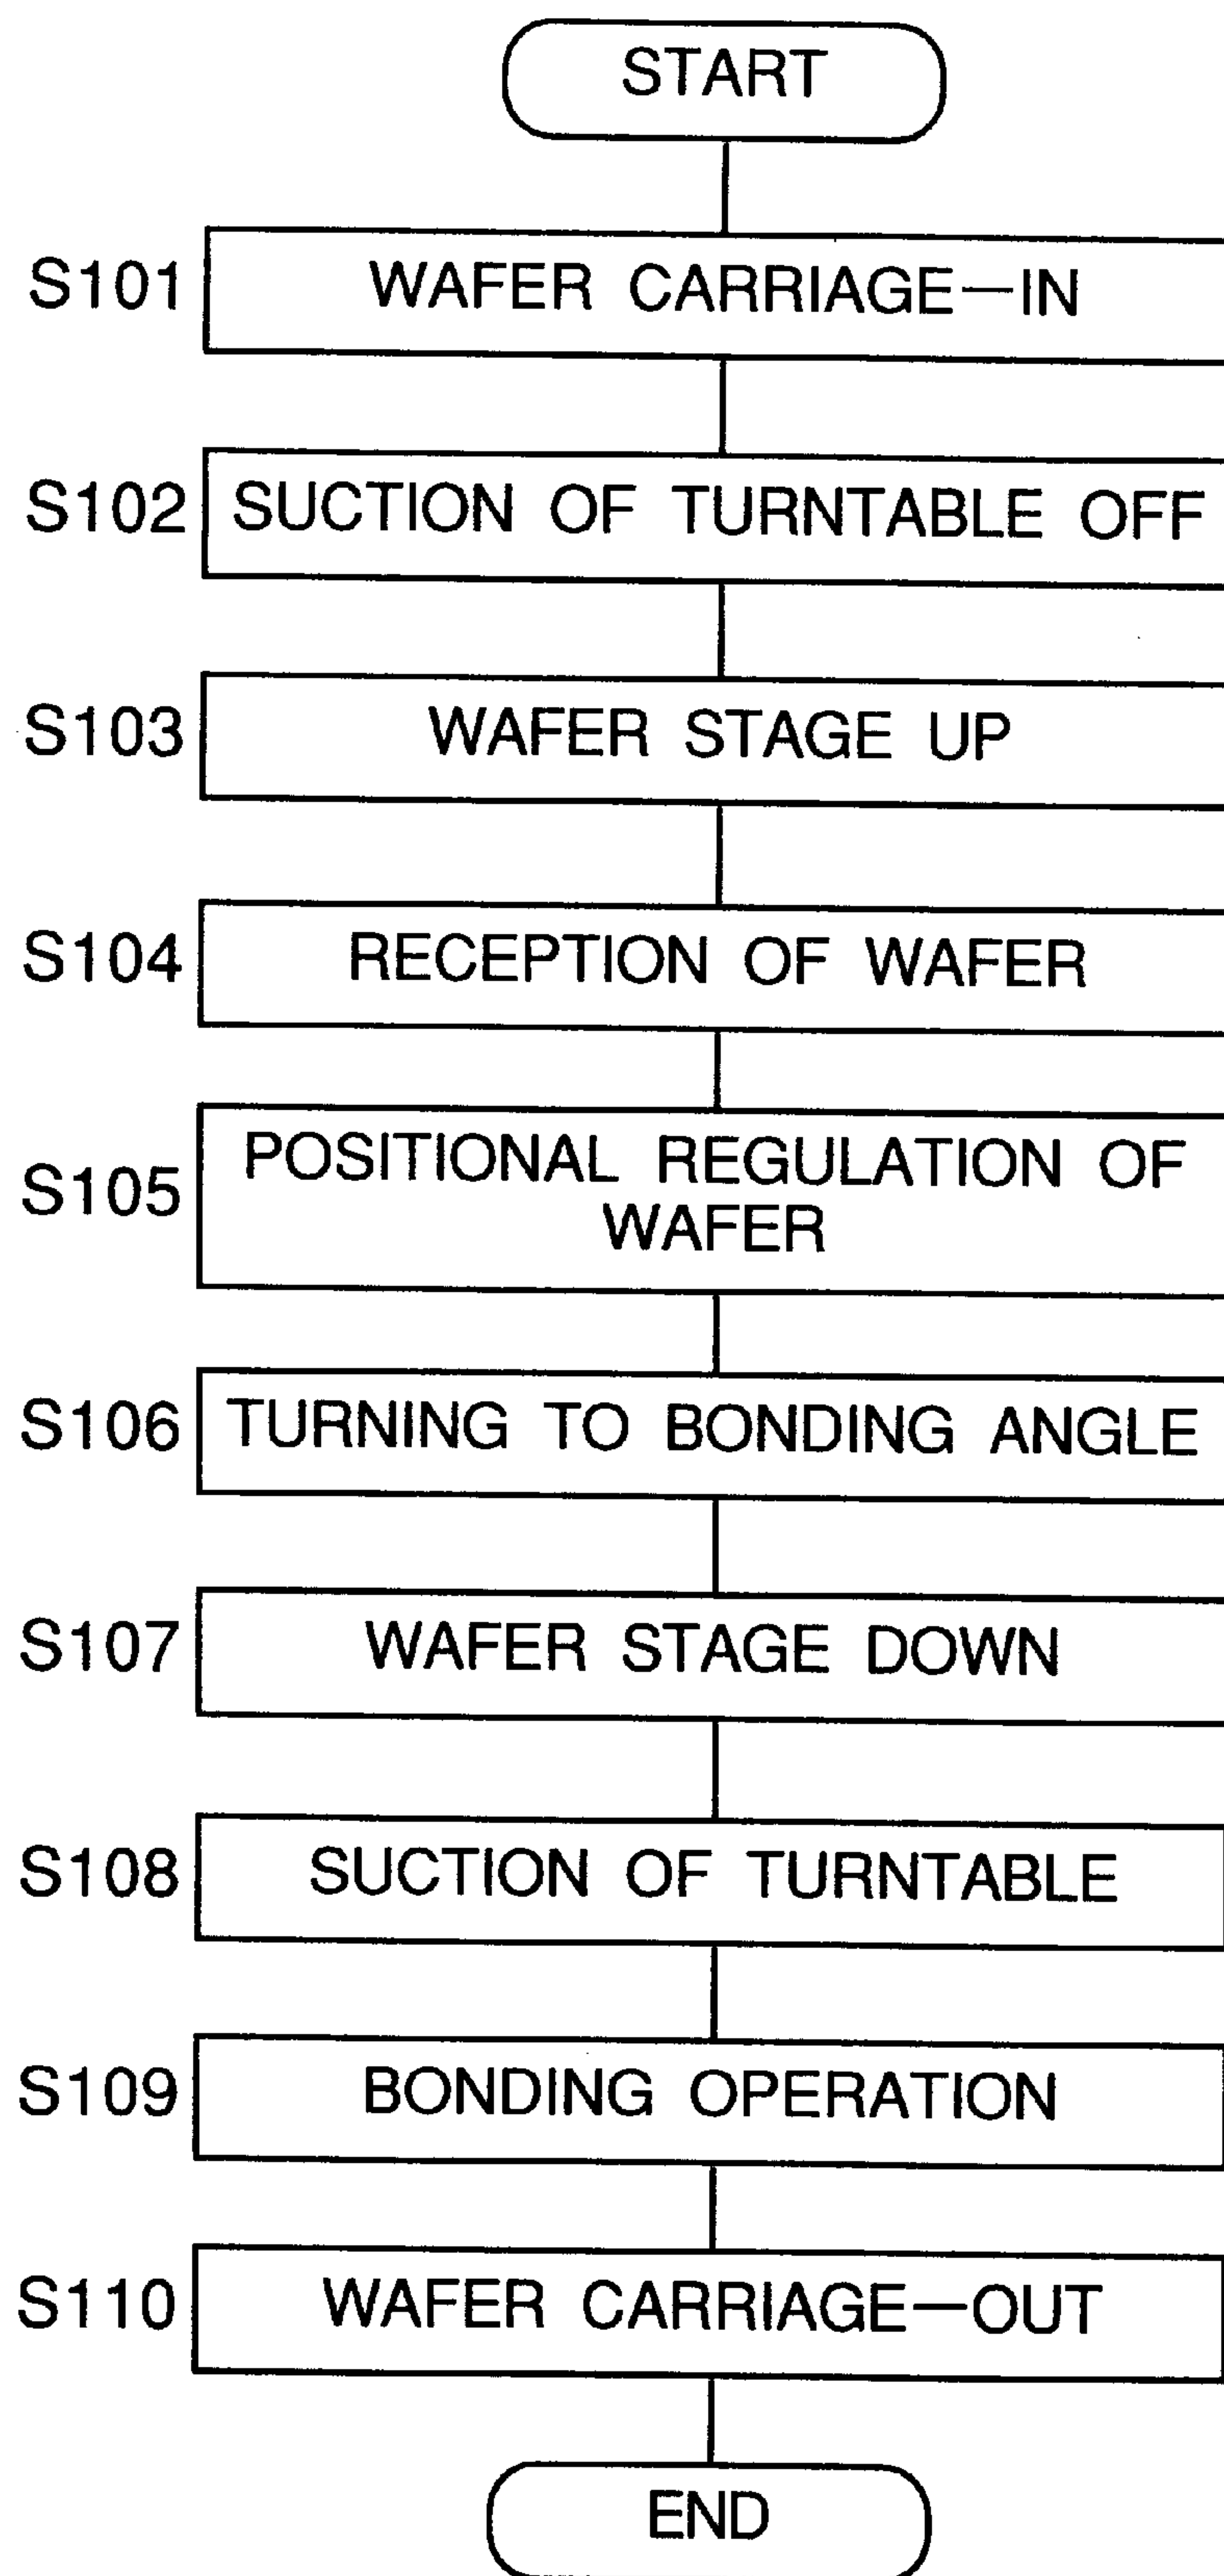 START
S101 WAFER CARRIAGE—IN
S102 SUCTION OF TURNTABLE OFF
S103 WAFER STAGE UP
S104 RECEPTION OF WAFER
S105 POSITIONAL REGULATION OF
WAFER
S106 TURNING TO BONDING ANGLE
S107 WAFER STAGE DOWN
S108 SUCTION OF TURNTABLE
S109 BONDING OPERATION
S110 WAFER CARRIAGE—OUT
END